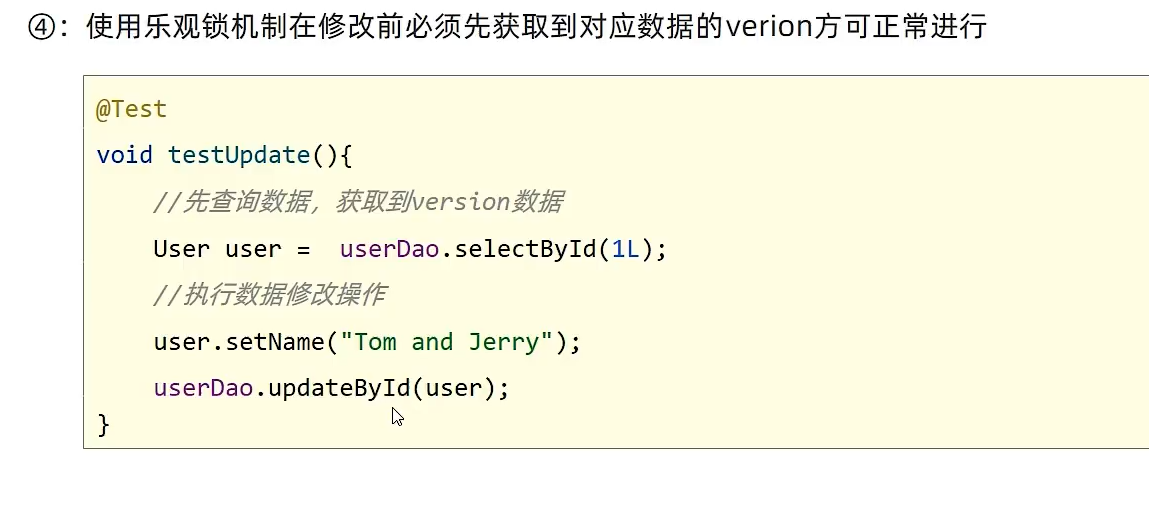 ④：使用乐观锁机制在修改前必须先获取到对应数据的verion方可正常进行
@Test
void testUpdate(){
//先查询数据，获取到version数据
User user =  userDao.selectById(1L);
//执行数据修改操作
user.setName("Tom and Jerry");
userDao.updateById(user);
}